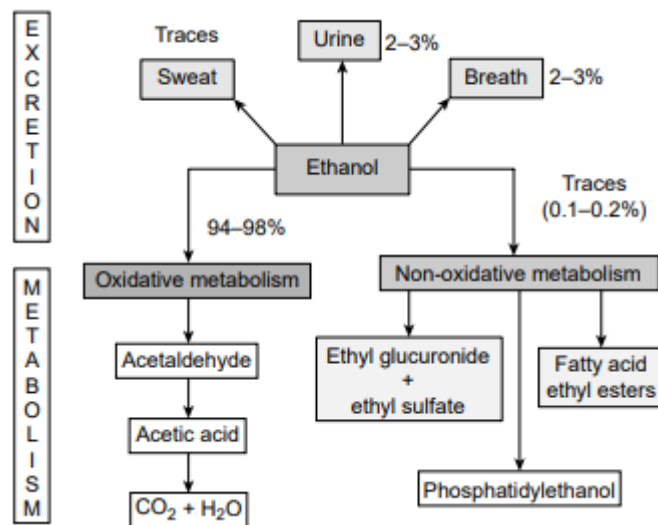 EXCRETION
Traces
Sweat
Urine
2–3%
Breath
2–3%
Ethanol
94–98%
Traces
(0.1–0.2%)
METABOLISM
Oxidative metabolism
Non-oxidative metabolism
Acetaldehyde
Acetic acid
CO₂ + H₂O
Ethyl glucuronide
+
ethyl sulfate
Fatty acid
ethyl esters
Phosphatidylethanol